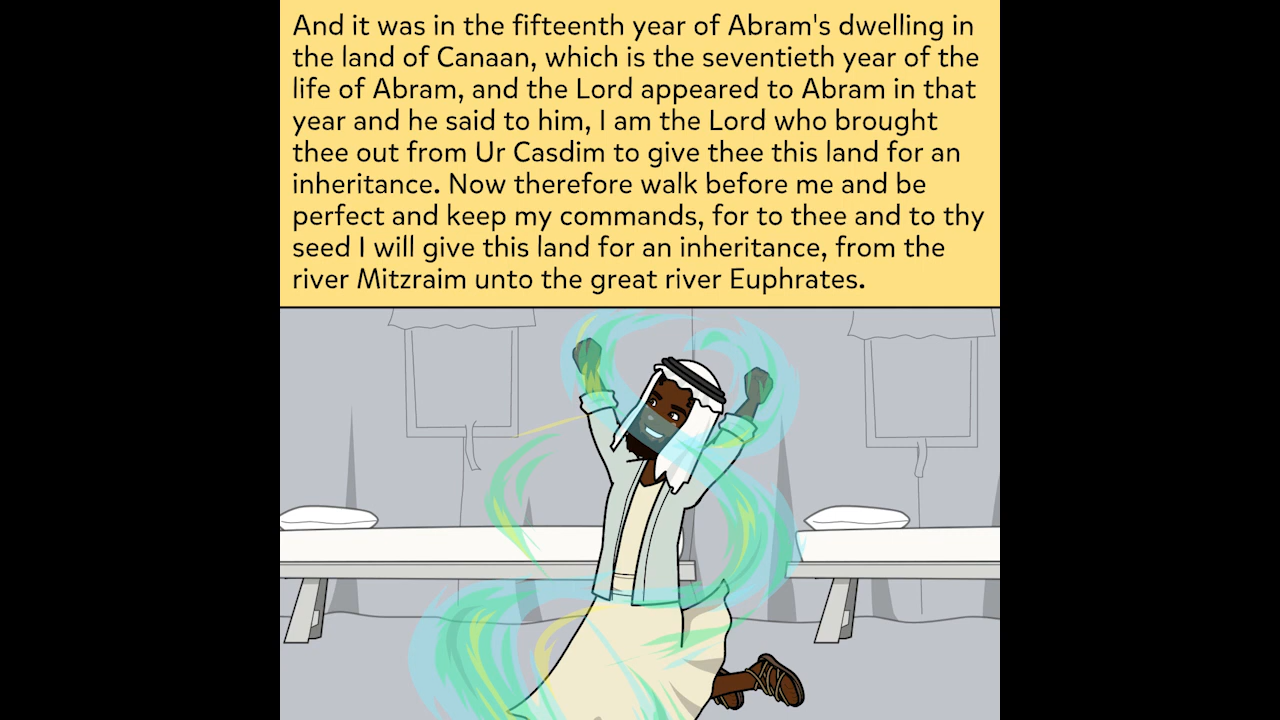 And it was in the fifteenth year of Abram's dwelling in
the land of Canaan, which is the seventieth year of the
life of Abram, and the Lord appeared to Abram in that
year and he said to him, I am the Lord who brought
thee out from Ur Casdim to give thee this land for an
inheritance. Now therefore walk before me and be
perfect and keep my commands, for to thee and to thy
seed I will give this land for an inheritance, from the
river Mitzraim unto the great river Euphrates.